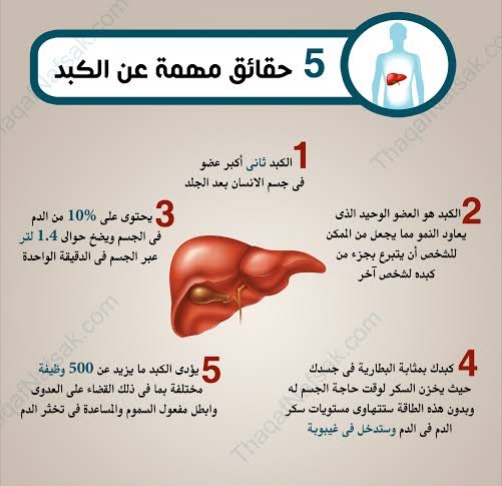 5 حقائق مهمة عن الكبد
1 الكبد ثانى أكبر عضو
فى جسم الانسان بعد الجلد
2 الكبد هو العضو الوحيد الذى
يعاود النمو مما يجعل من الممكن
للشخص أن يتبرع بجزء من
كبده لشخص آخر
3 يحتوى على 10% من الدم
فى الجسم ويضخ حوالى 1.4 لتر
عبر الجسم فى الدقيقة الواحدة
4 كبدك بمثابة البطارية فى جسدك
حيث يخزن السكر لوقت حاجة الجسم له
وبدون هذه الطاقة ستتهاوى مستويات سكر
الدم فى الدم وستدخل فى غيبوبة
5 يؤدى الكبد ما يزيد عن 500 وظيفة
مختلفة بما فى ذلك القضاء على العدوى
وابطل مفعول السموم والمساعدة فى تخثر الدم
ThaqafNafsak.com
ThaqafNafsak.com